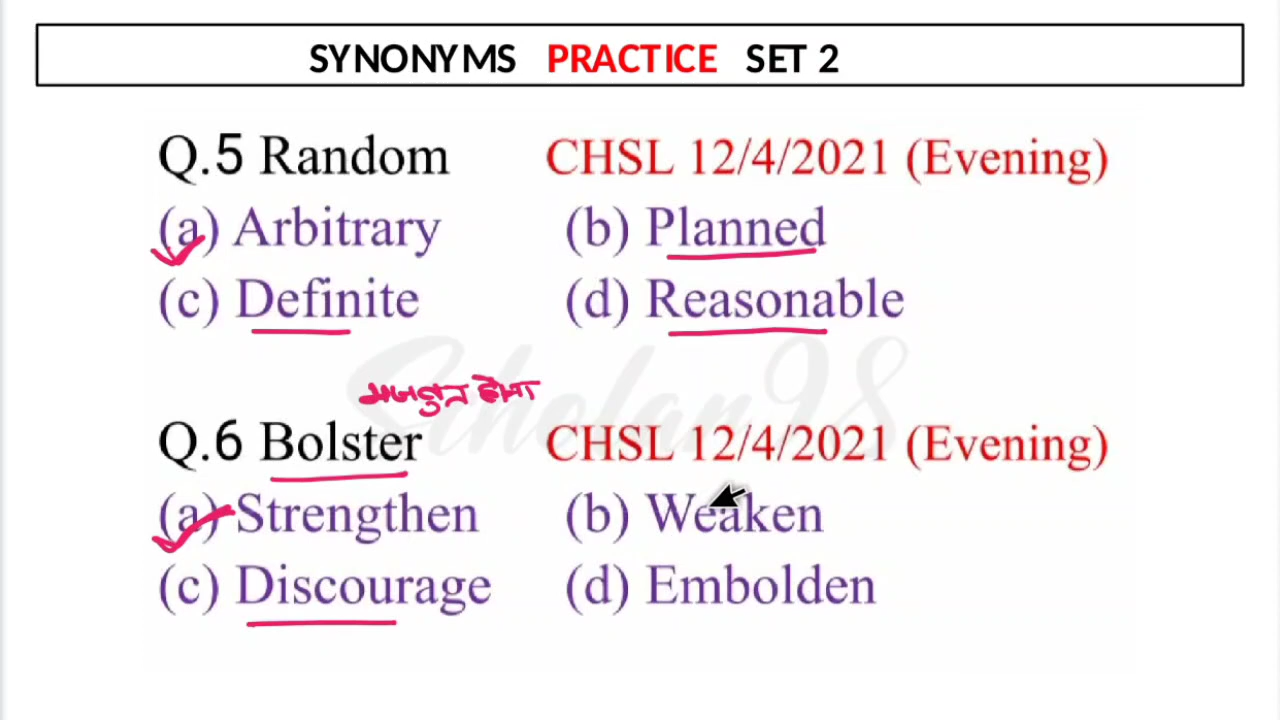 SYNONYMS PRACTICE SET 2
Q.5 Random CHSL 12/4/2021 (Evening)
(a) Arbitrary (b) Planned
(c) Definite (d) Reasonable
Scholar98
Q.6 Bolster CHSL 12/4/2021 (Evening)
(a) Strengthen (b) Weaken
(c) Discourage (d) Embolden